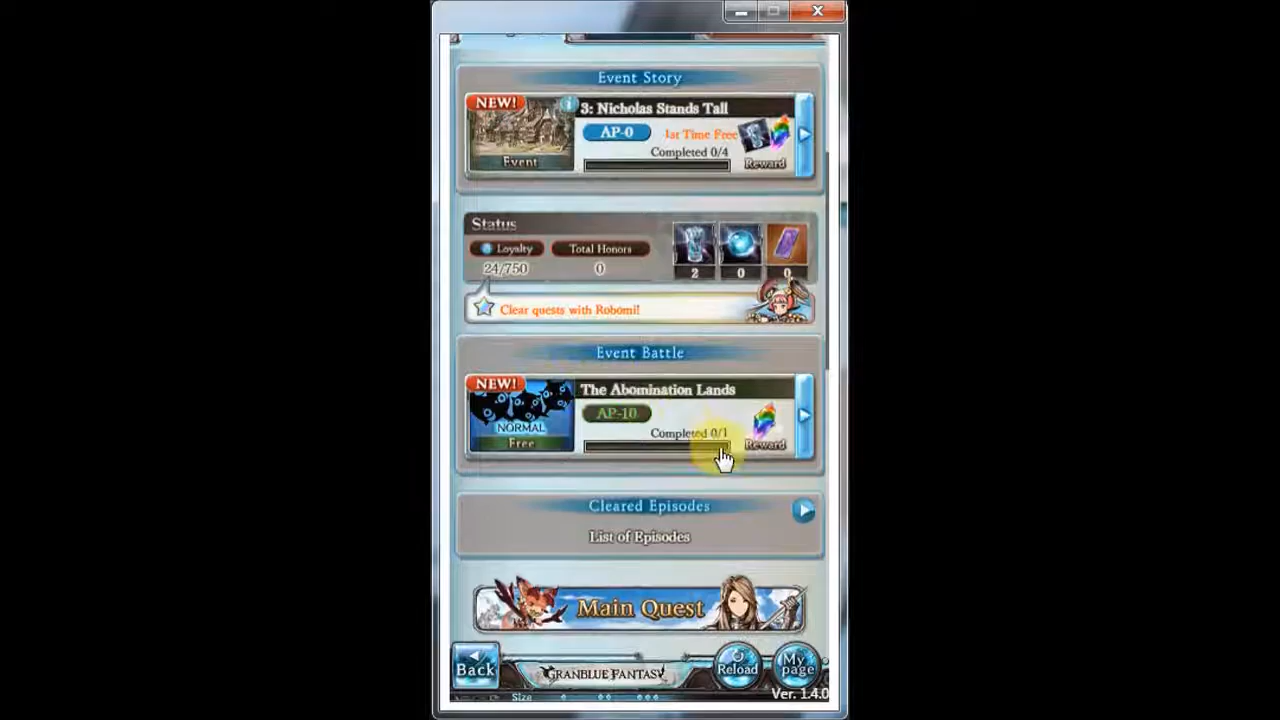 Event Story
NEW!
3: Nicholas Stands Tall
AP-0
1st Time Free
Completed 0/4
Event
Reward
Status
Loyalty
Total Honors
24/750
0
2
0
0
Clear quests with Robomi!
Event Battle
NEW!
The Abomination Lands
AP-10
NORMAL
Completed 0/1
Free
Reward
Cleared Episodes
List of Episodes
Main Quest
Back
GRANBLUE FANTASY
Reload
My page
Ver. 1.4.0
Size